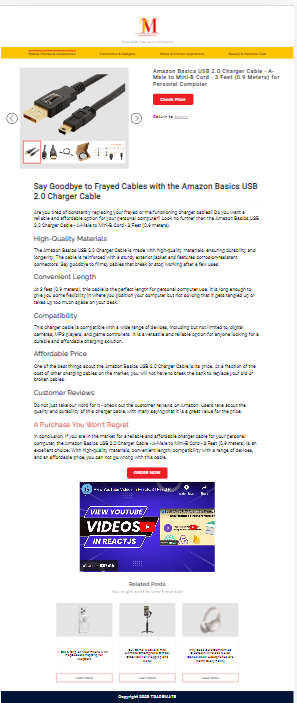 M
TRADEMATE
Shop With Ease and Confidence
Mobile Phones & Accessories
Electronics & Gadgets
Home & Kitchen Appliances
Beauty & Personal Care
Amazon Basics USB 2.0 Charger Cable - A-
Male to Mini-B Cord - 3 Feet (0.9 Meters) for
Personal Computer
Check Price
Return to Home
Say Goodbye to Frayed Cables with the Amazon Basics USB
2.0 Charger Cable
Are you tired of constantly replacing your frayed or malfunctioning charger cables? Do you want a
reliable and affordable option for your personal computer? Look no further than the Amazon Basics
USB 2.0 Charger Cable - A-Male to Mini-B Cord - 3 Feet (0.9 meters).
High-Quality Materials
The Amazon Basics USB 2.0 Charger Cable is made with high-quality materials, ensuring durability and
longevity. The cable is reinforced with a sturdy exterior jacket and features corrosion-resistant
connectors. Say goodbye to flimsy cables that break or stop working after a few uses.
Convenient Length
At 3 feet (0.9 meters), this cable is the perfect length for personal computer use. It is long enough to
give you some flexibility in where you position your computer but not so long that it gets tangled up or
takes up too much space on your desk.
Compatibility
This charger cable is compatible with a wide range of devices, including but not limited to, digital
cameras, MP3 players, and game controllers. It is a versatile and reliable option for anyone looking for a
durable and affordable charging solution.
Affordable Price
One of the best things about the Amazon Basics USB 2.0 Charger Cable is its price. At a fraction of the
cost of other charging cables on the market, you will not have to break the bank to replace your old or
broken cables.
Customer Reviews
Do not just take our word for it - check out the customer reviews on Amazon. Users rave about the
quality and durability of this charger cable, with many saying that it is a great value for the price.
A Purchase You Won't Regret
In conclusion, if you are in the market for a reliable and affordable charger cable for your personal
computer, the Amazon Basics USB 2.0 Charger Cable - A-Male to Mini-B Cord - 3 Feet (0.9 meters) is an
excellent choice. With high-quality materials, convenient length, compatibility with a range of devices,
and an affordable price, you can not go wrong with this cable.
ORDER NOW
VIEW YOUTUBE
VIDEOS
IN REACTJS
Related Posts
You might want to see these too!
Learn More
Learn More
Learn More
Copyright 2023 TRADEMATE